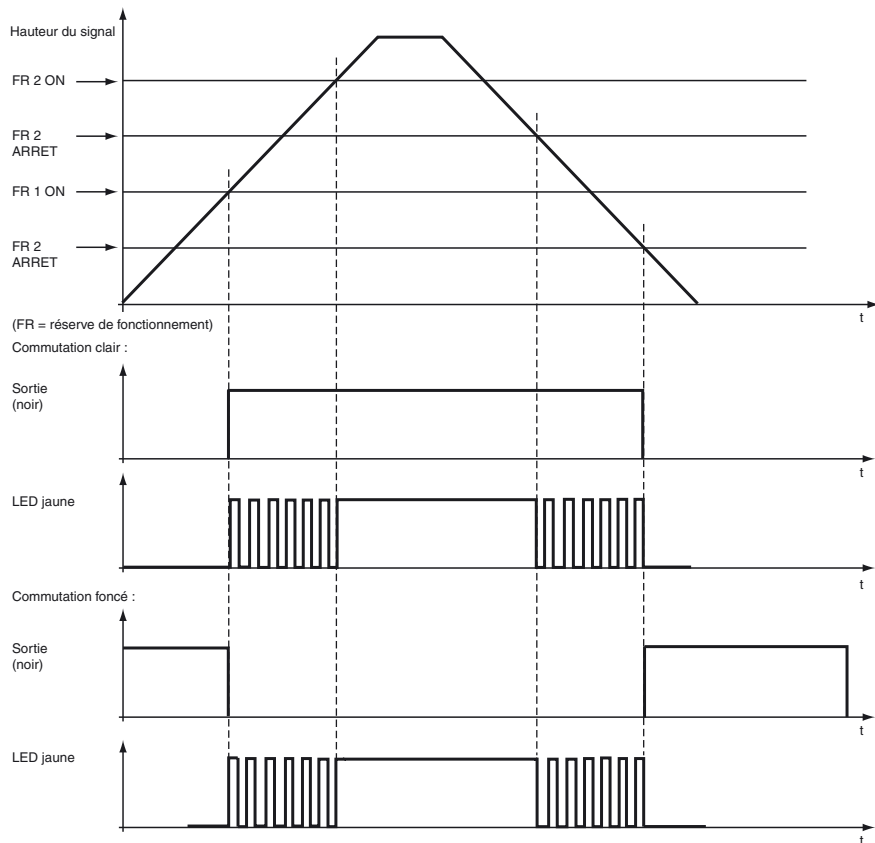 Hauteur du signal
FR 2 ON
FR 2
ARRET
FR 1 ON
FR 2
ARRET
t
(FR = réserve de fonctionnement)
Commutation clair :
Sortie
(noir)
t
LED jaune
t
Commutation foncé :
Sortie
(noir)
t
LED jaune
t